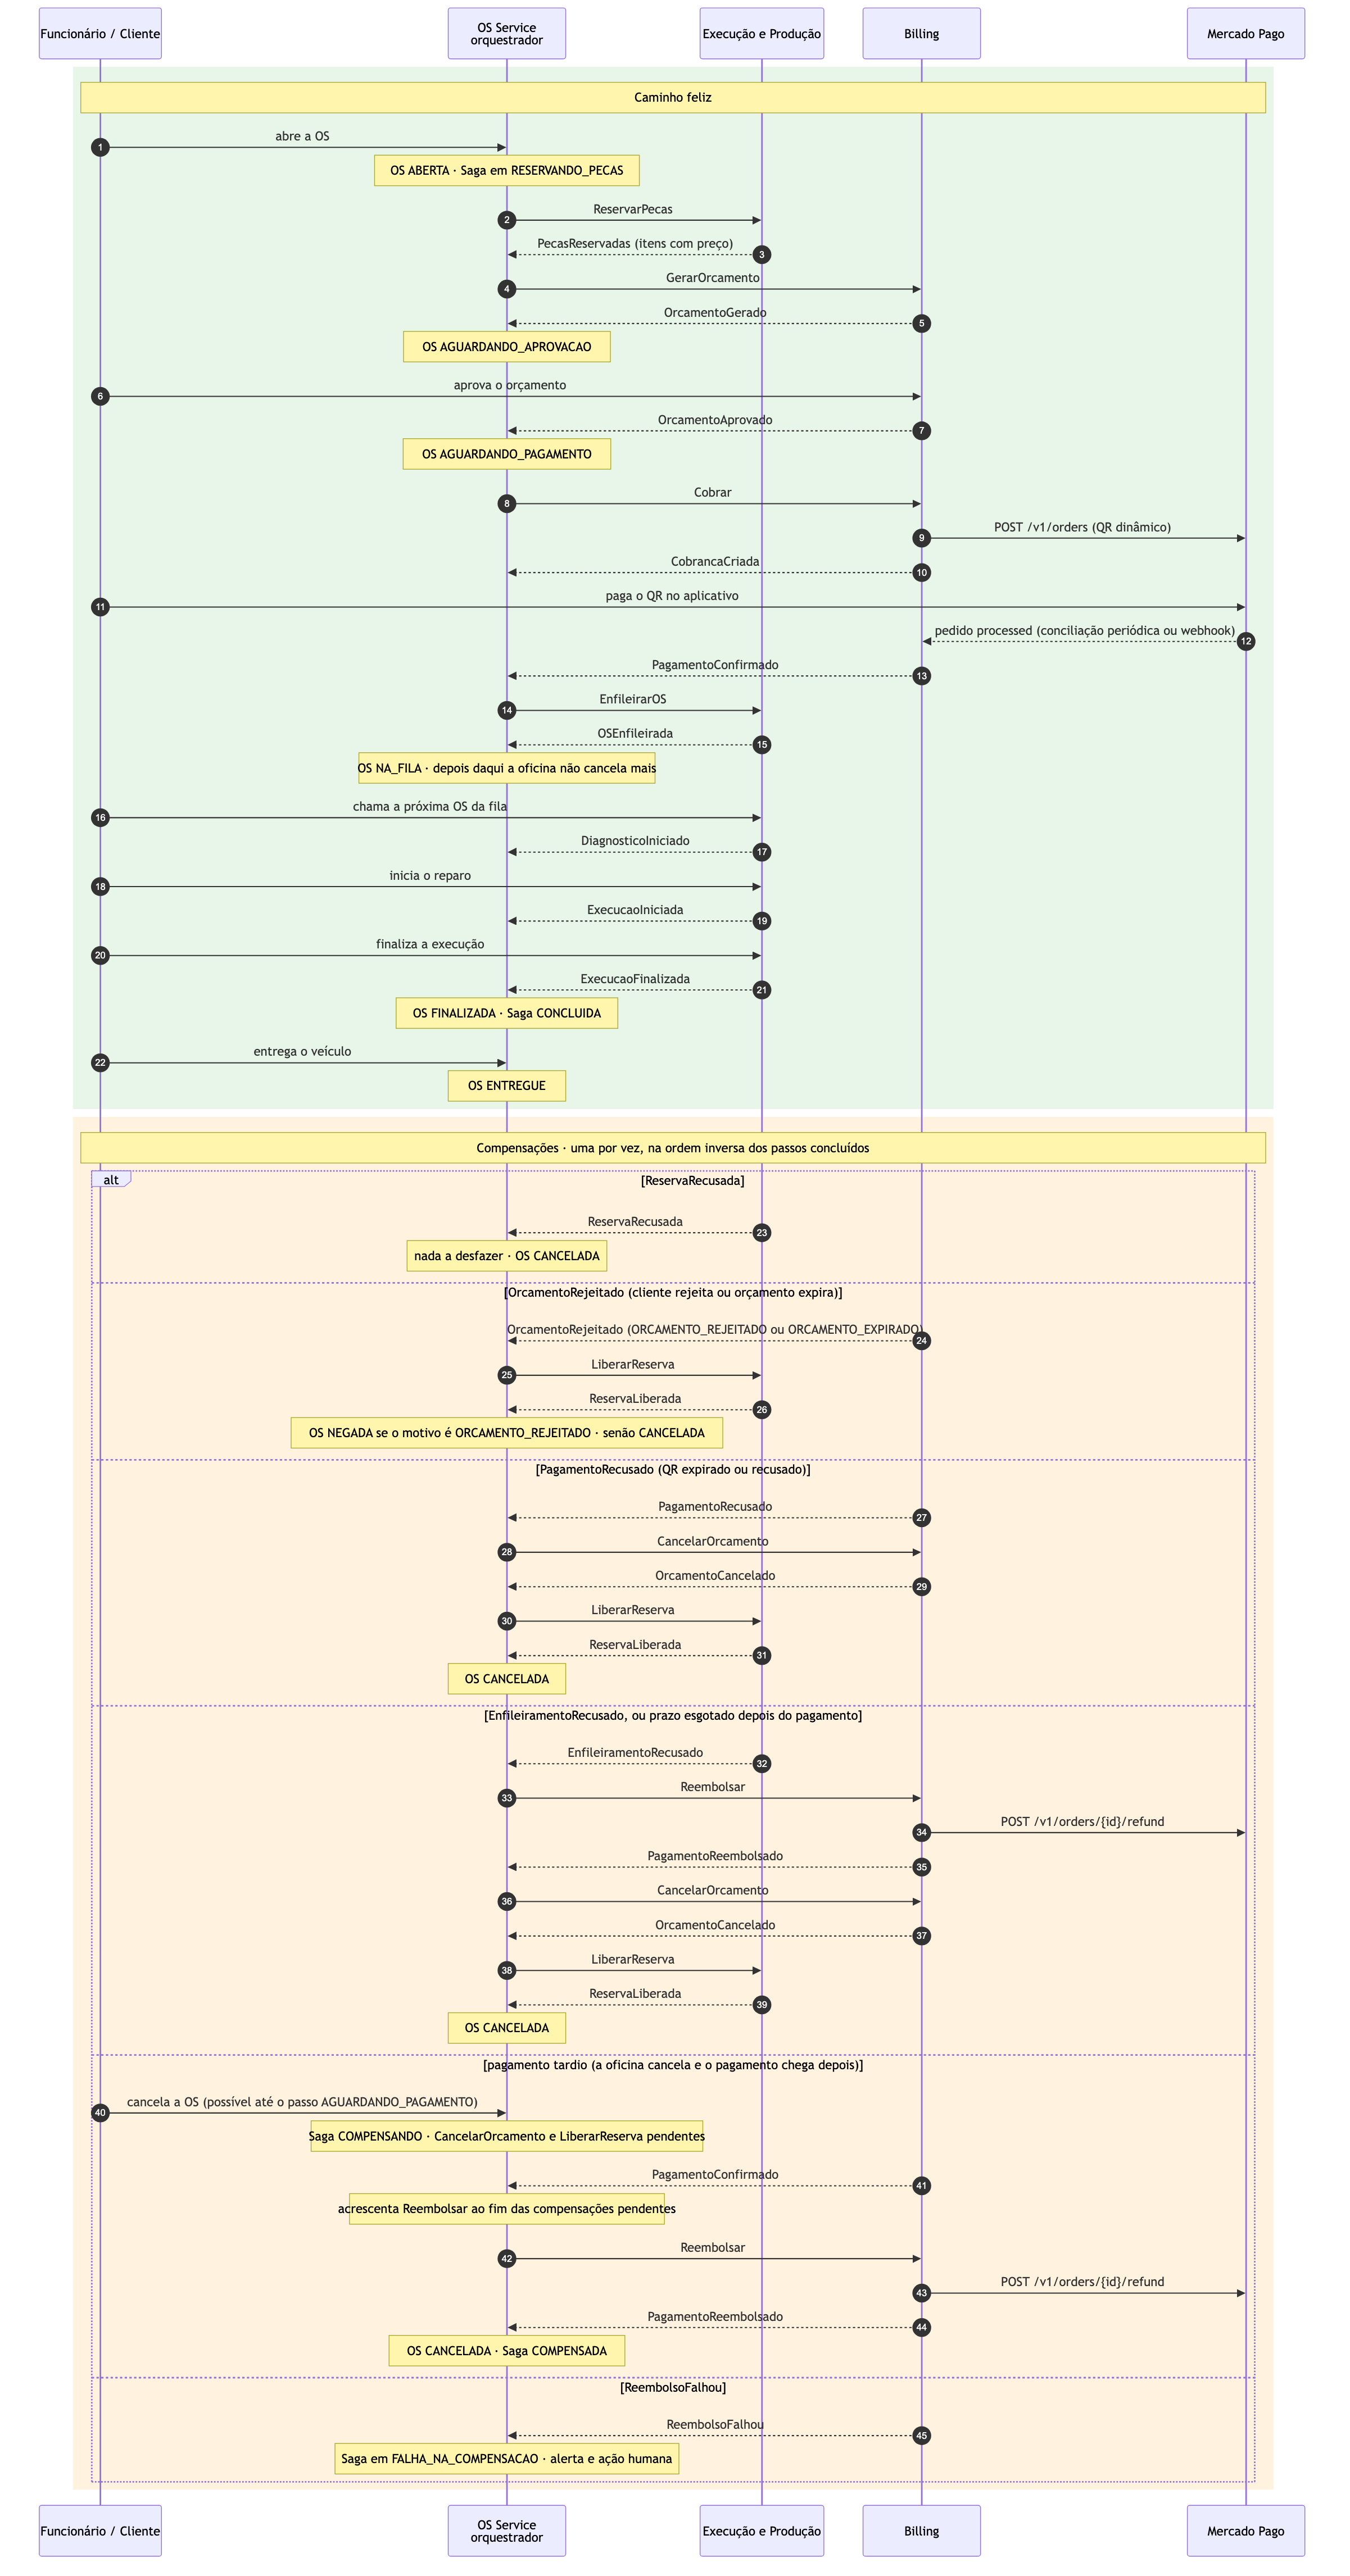 Funcionário / Cliente
OS Service
orquestrador
Execução e Produção
Billing
Mercado Pago
Caminho feliz
abre a OS
1
OS ABERTA · Saga em RESERVANDO_PECAS
ReservarPecas
2
PecasReservadas (itens com preço)
3
GerarOrcamento
4
OrcamentoGerado
5
OS AGUARDANDO_APROVACAO
aprova o orçamento
6
OrcamentoAprovado
7
OS AGUARDANDO_PAGAMENTO
Cobrar
8
POST /v1/orders (QR dinâmico)
9
CobrancaCriada
10
paga o QR no aplicativo
11
pedido processed (conciliação periódica ou webhook)
12
PagamentoConfirmado
13
EnfileirarOS
14
OSEnfileirada
15
OS NA_FILA · depois daqui a oficina não cancela mais
chama a próxima OS da fila
16
DiagnosticoIniciado
17
inicia o reparo
18
ExecucaoIniciada
19
finaliza a execução
20
ExecucaoFinalizada
21
OS FINALIZADA · Saga CONCLUIDA
entrega o veículo
22
OS ENTREGUE
Compensações · uma por vez, na ordem inversa dos passos concluídos
alt
[ReservaRecusada]
ReservaRecusada
23
nada a desfazer · OS CANCELADA
[OrcamentoRejeitado (cliente rejeita ou orçamento expira)]
OrcamentoRejeitado (ORCAMENTO_REJEITADO ou ORCAMENTO_EXPIRADO)
24
LiberarReserva
25
ReservaLiberada
26
OS NEGADA se o motivo é ORCAMENTO_REJEITADO · senão CANCELADA
[PagamentoRecusado (QR expirado ou recusado)]
PagamentoRecusado
27
CancelarOrcamento
28
OrcamentoCancelado
29
LiberarReserva
30
ReservaLiberada
31
OS CANCELADA
[EnfileiramentoRecusado, ou prazo esgotado depois do pagamento]
EnfileiramentoRecusado
32
Reembolsar
33
POST /v1/orders/{id}/refund
34
PagamentoReembolsado
35
CancelarOrcamento
36
OrcamentoCancelado
37
LiberarReserva
38
ReservaLiberada
39
OS CANCELADA
[pagamento tardio (a oficina cancela e o pagamento chega depois)]
cancela a OS (possível até o passo AGUARDANDO_PAGAMENTO)
40
Saga COMPENSANDO · CancelarOrcamento e LiberarReserva pendentes
PagamentoConfirmado
41
acrescenta Reembolsar ao fim das compensações pendentes
Reembolsar
42
POST /v1/orders/{id}/refund
43
PagamentoReembolsado
44
OS CANCELADA · Saga COMPENSADA
[ReembolsoFalhou]
ReembolsoFalhou
45
Saga em FALHA_NA_COMPENSACAO · alerta e ação humana
Funcionário / Cliente
OS Service
orquestrador
Execução e Produção
Billing
Mercado Pago